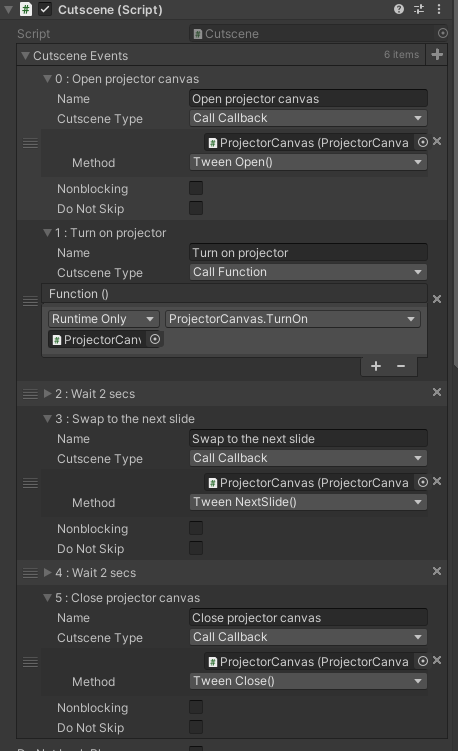 Cutscene (Script)
Script Cutscene
Cutscene Events 6 items
0 : Open projector canvas
Name Open projector canvas
Cutscene Type Call Callback
ProjectorCanvas (ProjectorCanva
Method Tween Open()
Nonblocking
Do Not Skip
1 : Turn on projector
Name Turn on projector
Cutscene Type Call Function
Function ()
Runtime Only ProjectorCanvas.TurnOn
ProjectorCanv
2 : Wait 2 secs
3 : Swap to the next slide
Name Swap to the next slide
Cutscene Type Call Callback
ProjectorCanvas (ProjectorCanva
Method Tween NextSlide()
Nonblocking
Do Not Skip
4 : Wait 2 secs
5 : Close projector canvas
Name Close projector canvas
Cutscene Type Call Callback
ProjectorCanvas (ProjectorCanva
Method Tween Close()
Nonblocking
Do Not Skip